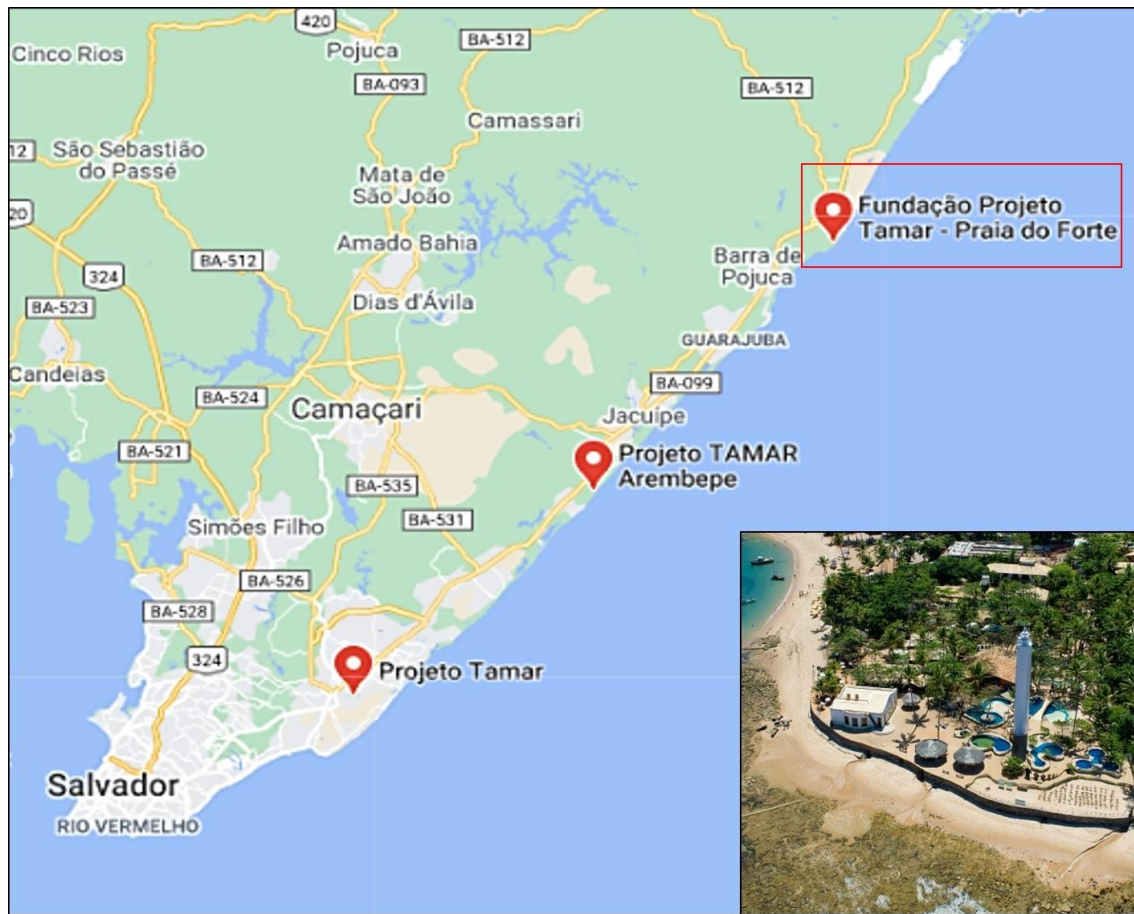 420
Cinco Rios
Pojuca
BA-512
BA-093
BA-512
Camassari
12
São Sebastião
do Passé
Mata de
São João
20
Fundação Projeto
Tamar - Praia do Forte
Amado Bahia
BA-512
324
Barra de
Pojuca
Dias d'Ávila
BA-523
GUARAJUBA
Candeias
BA-099
BA-524
Camaçari
Jacuipe
BA-521
Projeto TAMAR
Arembepe
BA-535
BA-531
Simões Filho
BA-526
BA-528
324
Projeto Tamar
Salvador
RIO VERMELHO